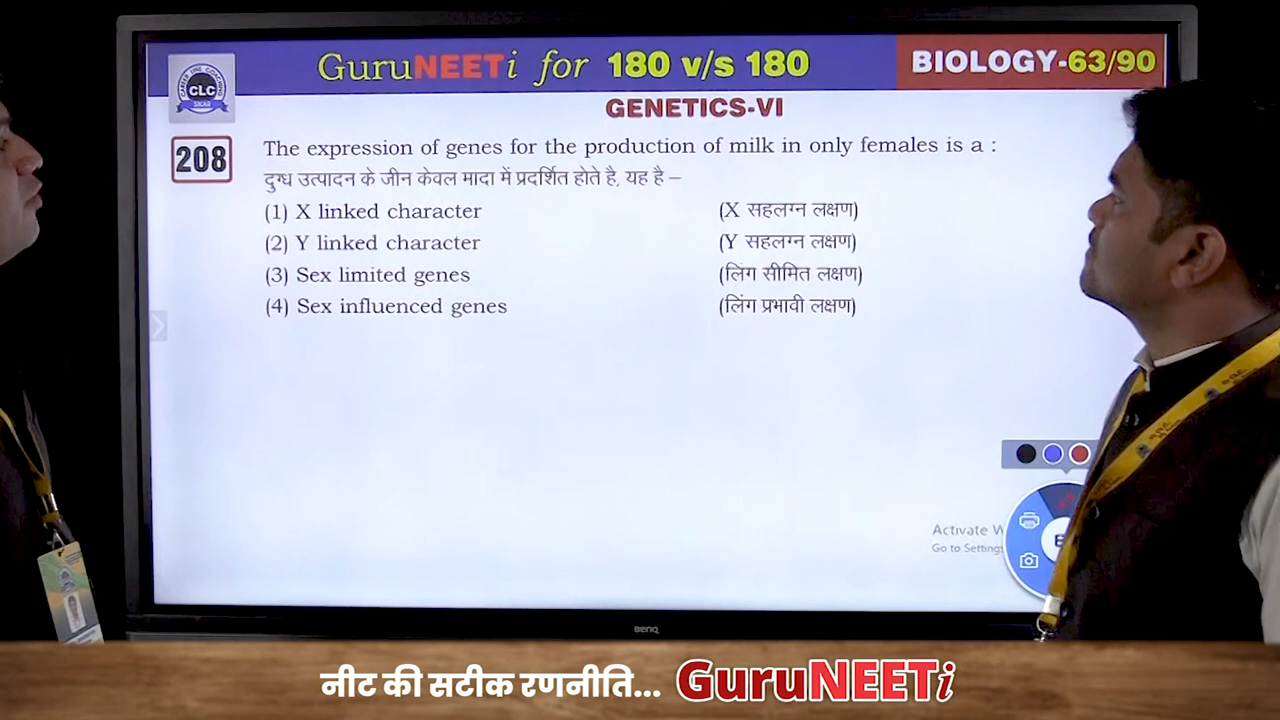 GuruNEETi for 180 v/s 180
BIOLOGY-63/90
CLC
SIKAR
GENETICS-VI
208
The expression of genes for the production of milk in only females is a :
दुग्ध उत्पादन के जीन केवल मादा में प्रदर्शित होते है, यह है –
(1) X linked character (X सहलग्न लक्षण)
(2) Y linked character (Y सहलग्न लक्षण)
(3) Sex limited genes (लिंग सीमित लक्षण)
(4) Sex influenced genes (लिंग प्रभावी लक्षण)
Activate W
Go to Settings
BenQ
नीट की सटीक रणनीति... GuruNEETi